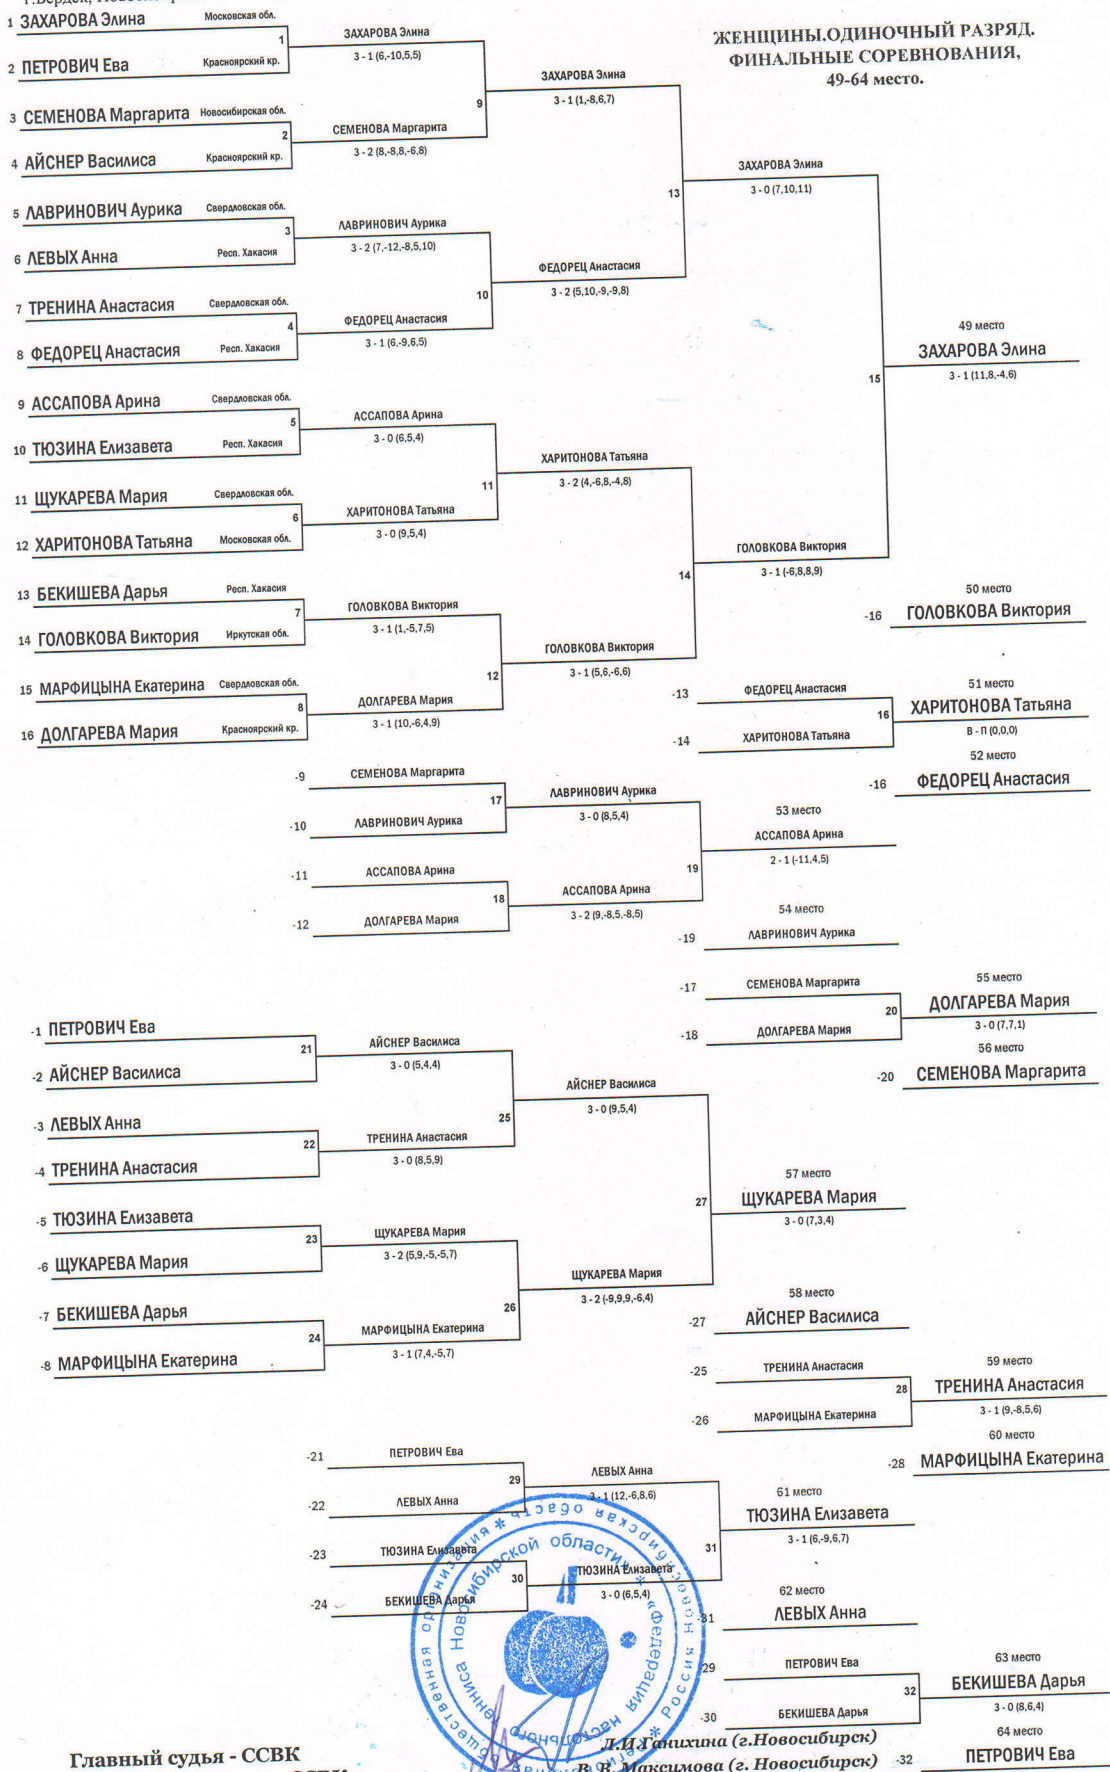 ЖЕНЩИНЫ.ОДИНОЧНЫЙ РАЗРЯД.
ФИНАЛЬНЫЕ СОРЕВНОВАНИЯ,
49-64 место.
1 ЗАХАРОВА Элина Московская обл.
1
2 ПЕТРОВИЧ Ева Красноярский кр.
3 СЕМЕНОВА Маргарита Новосибирская обл.
2
4 АЙСНЕР Василиса Красноярский кр.
5 ЛАВРИНОВИЧ Аурика Свердловская обл.
3
6 ЛЕВЫХ Анна Респ. Хакасия
7 ТРЕНИНА Анастасия Свердловская обл.
4
8 ФЕДОРЕЦ Анастасия Респ. Хакасия
9 АССАПОВА Арина Свердловская обл.
5
10 ТЮЗИНА Елизавета Респ. Хакасия
11 ЩУКАРЕВА Мария Свердловская обл.
6
12 ХАРИТОНОВА Татьяна Московская обл.
13 БЕКИШЕВА Дарья Респ. Хакасия
7
14 ГОЛОВКОВА Виктория Иркутская обл.
15 МАРФИЦЫНА Екатерина Свердловская обл.
8
16 ДОЛГАРЕВА Мария Красноярский кр.
ЗАХАРОВА Элина
3 - 1 (6,-10,5,5)
9
СЕМЕНОВА Маргарита
3 - 2 (8,-8,8,-6,8)
ЛАВРИНОВИЧ Аурика
3 - 2 (7,-12,-8,5,10)
10
ФЕДОРЕЦ Анастасия
3 - 1 (6,-9,6,5)
АССАПОВА Арина
3 - 0 (6,5,4)
11
ХАРИТОНОВА Татьяна
3 - 0 (9,5,4)
ГОЛОВКОВА Виктория
3 - 1 (1,-5,7,5)
12
ДОЛГАРЕВА Мария
3 - 1 (10,-6,4,9)
ЗАХАРОВА Элина
3 - 1 (1,-8,6,7)
13
ФЕДОРЕЦ Анастасия
3 - 2 (5,10,-9,-9,8)
ХАРИТОНОВА Татьяна
3 - 2 (4,-6,8,-4,8)
14
ГОЛОВКОВА Виктория
3 - 1 (5,6,-6,6)
ЗАХАРОВА Элина
3 - 0 (7,10,11)
15
ГОЛОВКОВА Виктория
3 - 1 (-6,8,8,9)
49 место
ЗАХАРОВА Элина
3 - 1 (11,8,-4,6)
50 место
-16 ГОЛОВКОВА Виктория
-13 ФЕДОРЕЦ Анастасия
16
-14 ХАРИТОНОВА Татьяна
51 место
ХАРИТОНОВА Татьяна
В - П (0,0,0)
52 место
-16 ФЕДОРЕЦ Анастасия
-9 СЕМЕНОВА Маргарита
17
-10 ЛАВРИНОВИЧ Аурика
-11 АССАПОВА Арина
18
-12 ДОЛГАРЕВА Мария
ЛАВРИНОВИЧ Аурика
3 - 0 (8,5,4)
19
АССАПОВА Арина
3 - 2 (9,-8,5,-8,5)
53 место
АССАПОВА Арина
2 - 1 (-11,4,5)
54 место
-19 ЛАВРИНОВИЧ Аурика
-17 СЕМЕНОВА Маргарита
20
-18 ДОЛГАРЕВА Мария
55 место
ДОЛГАРЕВА Мария
3 - 0 (7,7,1)
56 место
-20 СЕМЕНОВА Маргарита
-1 ПЕТРОВИЧ Ева
21
-2 АЙСНЕР Василиса
-3 ЛЕВЫХ Анна
22
-4 ТРЕНИНА Анастасия
-5 ТЮЗИНА Елизавета
23
-6 ЩУКАРЕВА Мария
-7 БЕКИШЕВА Дарья
24
-8 МАРФИЦЫНА Екатерина
АЙСНЕР Василиса
3 - 0 (5,4,4)
25
ТРЕНИНА Анастасия
3 - 0 (8,5,9)
ЩУКАРЕВА Мария
3 - 2 (5,9,-5,-5,7)
26
МАРФИЦЫНА Екатерина
3 - 1 (7,4,-5,7)
АЙСНЕР Василиса
3 - 0 (9,5,4)
27
ЩУКАРЕВА Мария
3 - 2 (-9,9,9,-6,4)
57 место
ЩУКАРЕВА Мария
3 - 0 (7,3,4)
58 место
-27 АЙСНЕР Василиса
-25 ТРЕНИНА Анастасия
28
-26 МАРФИЦЫНА Екатерина
59 место
ТРЕНИНА Анастасия
3 - 1 (9,-8,5,6)
60 место
-28 МАРФИЦЫНА Екатерина
-21 ПЕТРОВИЧ Ева
29
-22 ЛЕВЫХ Анна
-23 ТЮЗИНА Елизавета
30
-24 БЕКИШЕВА Дарья
ЛЕВЫХ Анна
3 - 1 (12,-6,8,6)
31
ТЮЗИНА Елизавета
3 - 0 (6,5,4)
61 место
ТЮЗИНА Елизавета
3 - 1 (6,-9,6,7)
62 место
-31 ЛЕВЫХ Анна
-29 ПЕТРОВИЧ Ева
32
-30 БЕКИШЕВА Дарья
63 место
БЕКИШЕВА Дарья
3 - 0 (8,6,4)
64 место
-32 ПЕТРОВИЧ Ева
Главный судья - ССВК
Л.И.Ганихина (г.Новосибирск)
В. В. Максимова (г. Новосибирск)